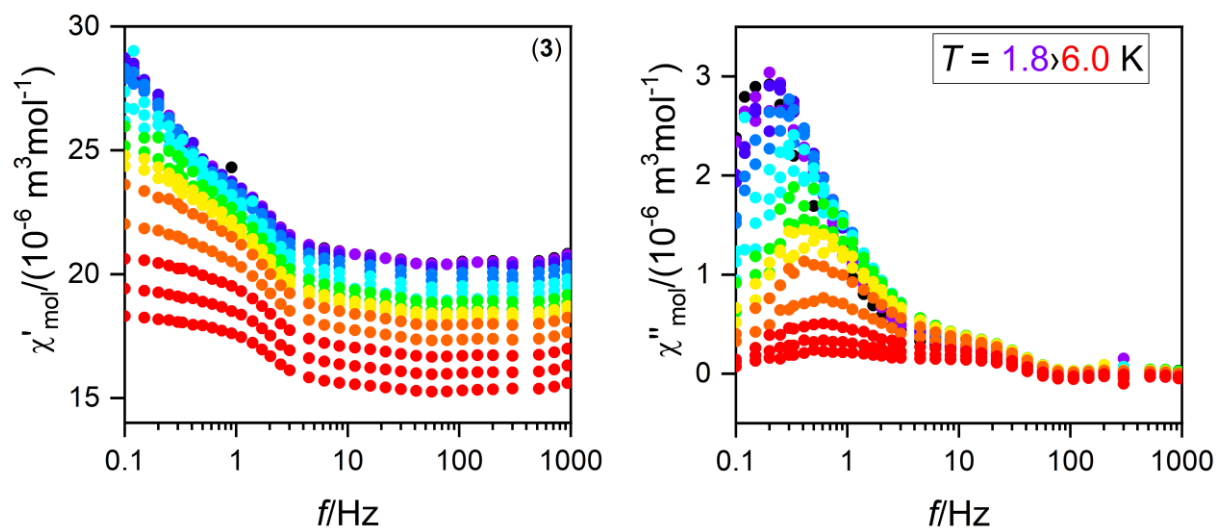 30
25
20
15
0.1 1 10 100 1000
χ'mol/(10⁻⁶ m³mol⁻¹)
f/Hz
(3)
3
2
1
0
0.1 1 10 100 1000
χ''mol/(10⁻⁶ m³mol⁻¹)
f/Hz
T = 1.8›6.0 K